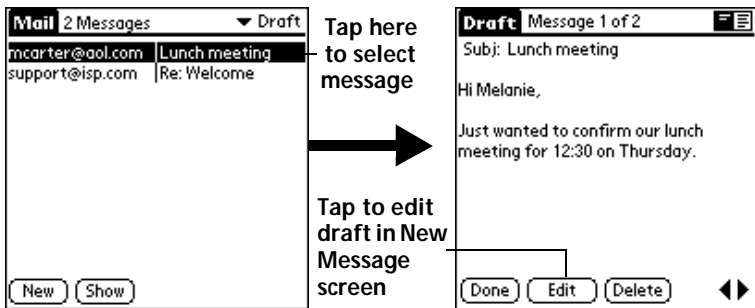 Mail 2 Messages Draft
mcarter@aol.com Lunch meeting
support@isp.com Re: Welcome
New Show
Tap here
to select
message
Tap to edit
draft in New
Message
screen
Draft Message 1 of 2
Subj: Lunch meeting
Hi Melanie,
Just wanted to confirm our lunch
meeting for 12:30 on Thursday.
Done Edit Delete